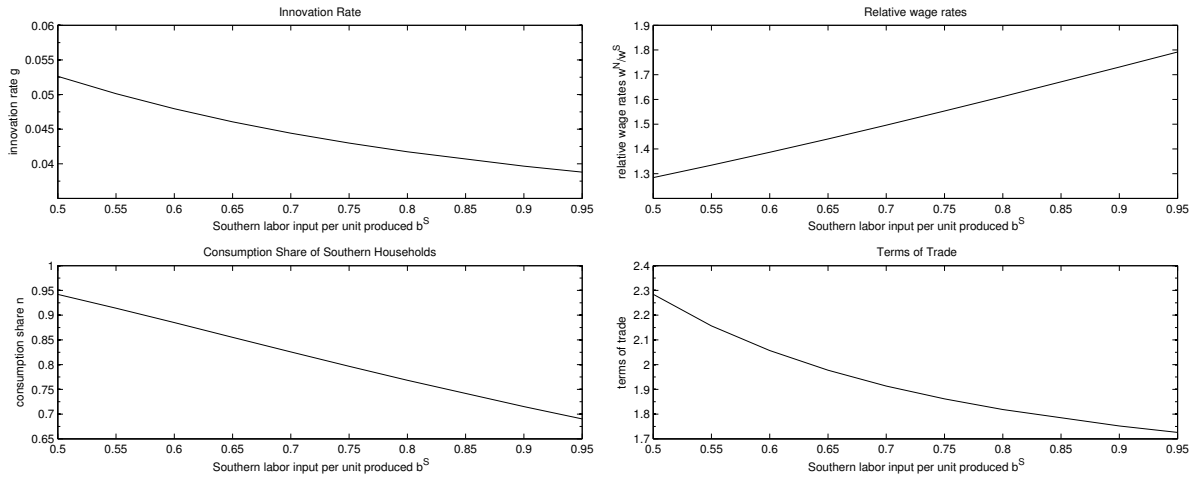 Innovation Rate
0.06
0.055
0.05
0.045
0.04
innovation rate g
0.5 0.55 0.6 0.65 0.7 0.75 0.8 0.85 0.9 0.95
Southern labor input per unit produced b^S
Relative wage rates
1.9
1.8
1.7
1.6
1.5
1.4
1.3
relative wage rates w^N/w^S
0.5 0.55 0.6 0.65 0.7 0.75 0.8 0.85 0.9 0.95
Southern labor input per unit produced b^S
Consumption Share of Southern Households
1
0.95
0.9
0.85
0.8
0.75
0.7
0.65
consumption share n
0.5 0.55 0.6 0.65 0.7 0.75 0.8 0.85 0.9 0.95
Southern labor input per unit produced b^S
Terms of Trade
2.4
2.3
2.2
2.1
2
1.9
1.8
1.7
terms of trade
0.5 0.55 0.6 0.65 0.7 0.75 0.8 0.85 0.9 0.95
Southern labor input per unit produced b^S